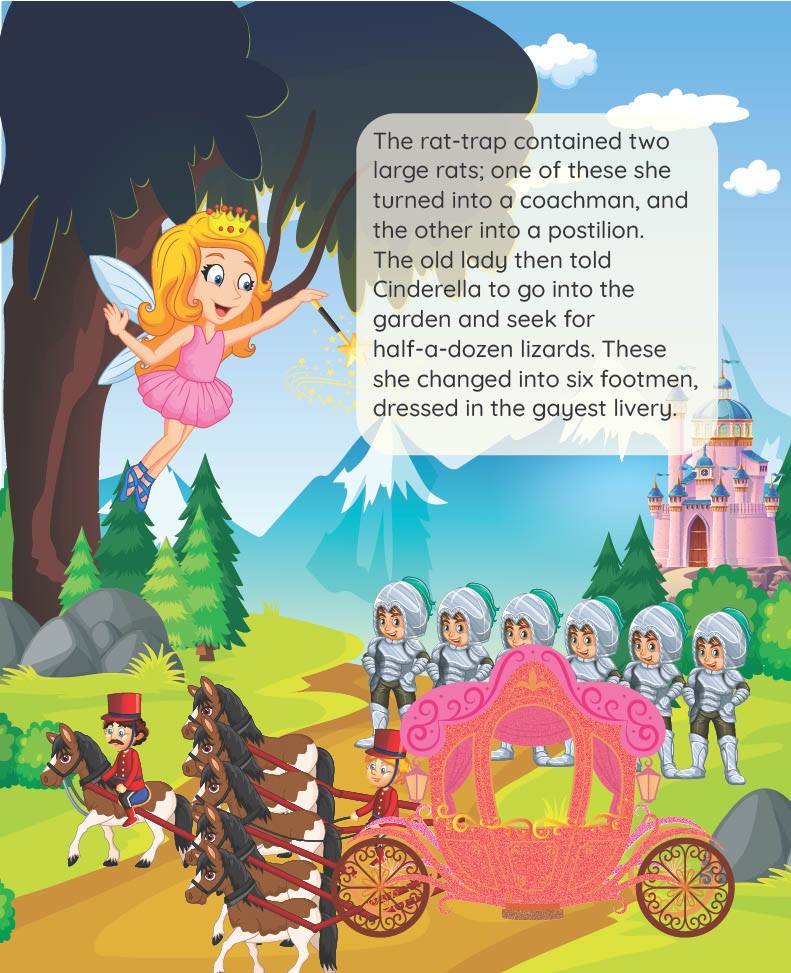 The rat-trap contained two
large rats; one of these she
turned into a coachman, and
the other into a postilion.
The old lady then told
Cinderella to go into the
garden and seek for
half-a-dozen lizards. These
she changed into six footmen,
dressed in the gayest livery.